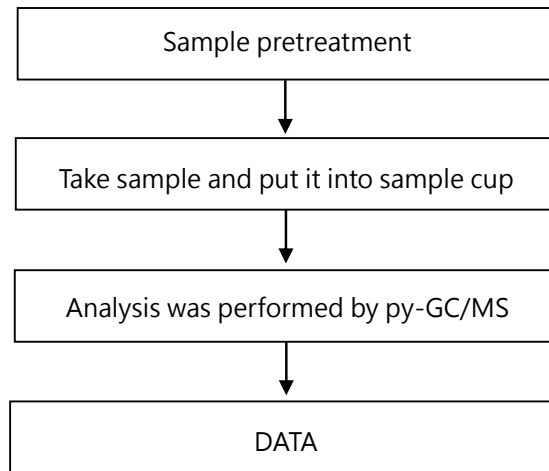 Sample pretreatment
Take sample and put it into sample cup
Analysis was performed by py-GC/MS
DATA